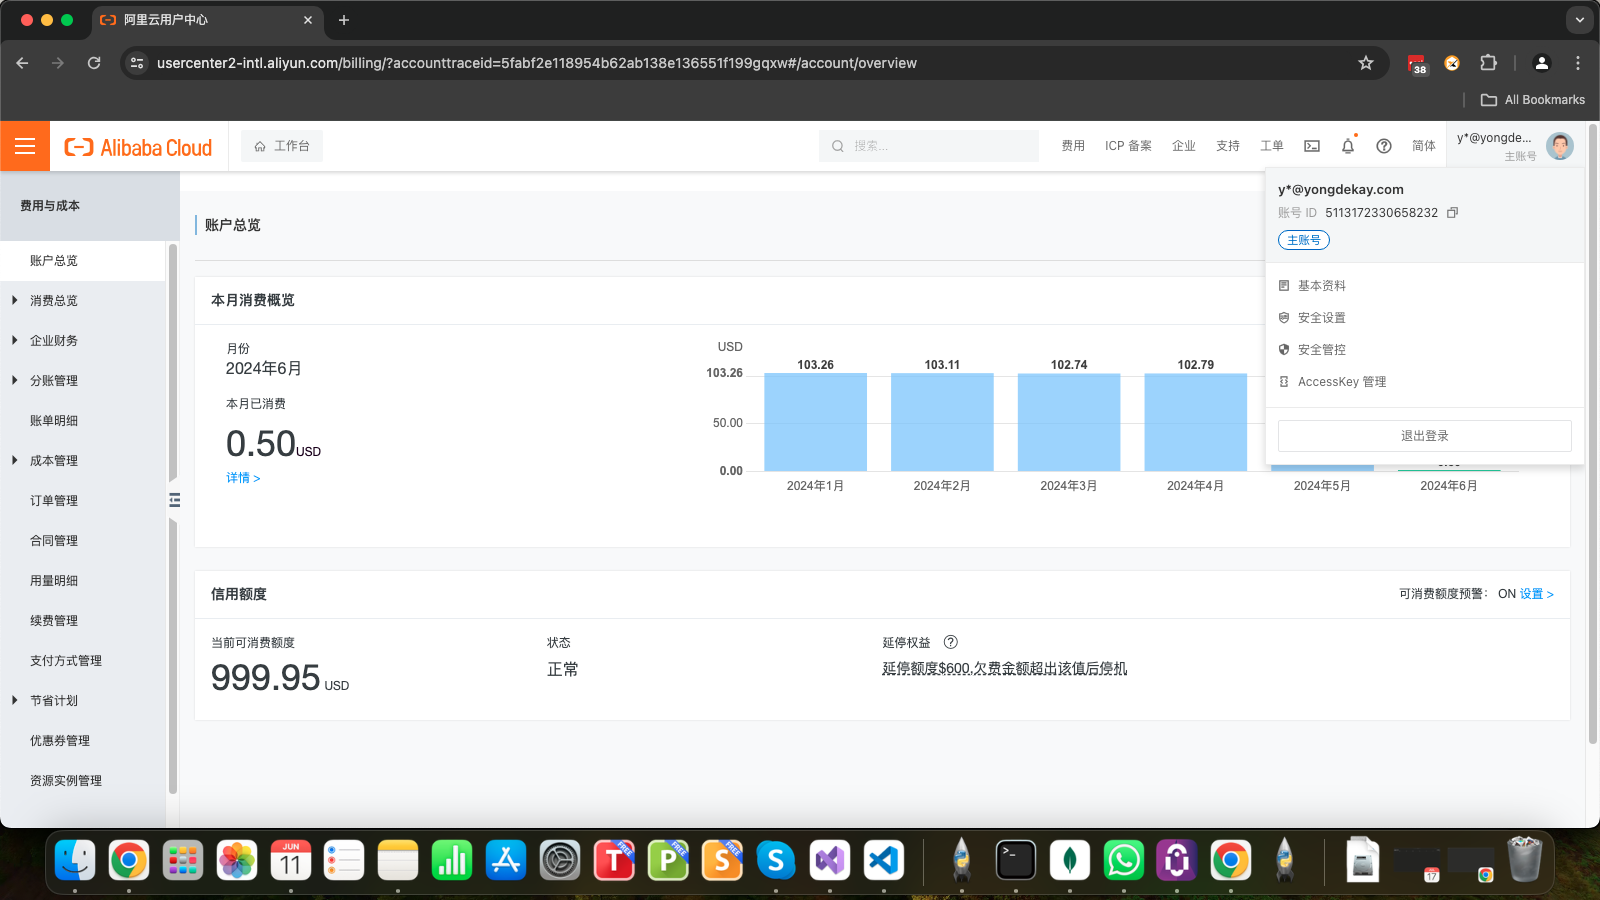 阿里云用户中心
usercenter2-intl.aliyun.com/billing/?accounttraceid=5fabf2e118954b62ab138e136551f199gqxw#/account/overview
38
All Bookmarks
Alibaba Cloud
工作台
搜索...
费用
ICP 备案
企业
支持
工单
简体
y*@yongde...
主账号
y*@yongdekay.com
账号 ID 5113172330658232
主账号
基本资料
安全设置
安全管控
AccessKey 管理
退出登录
费用与成本
账户总览
消费总览
企业财务
分账管理
账单明细
成本管理
订单管理
合同管理
用量明细
续费管理
支付方式管理
节省计划
优惠券管理
资源实例管理
账户总览
本月消费概览
月份
2024年6月
本月已消费
0.50USD
详情 >
USD
103.26
50.00
0.00
103.26
103.11
102.74
102.79
2024年1月
2024年2月
2024年3月
2024年4月
2024年5月
2024年6月
信用额度
可消费额度预警： ON 设置 >
当前可消费额度
999.95 USD
状态
正常
延停权益
延停额度$600,欠费金额超出该值后停机
JUN
11
T
FREE
P
FREE
S
FREE
S
17